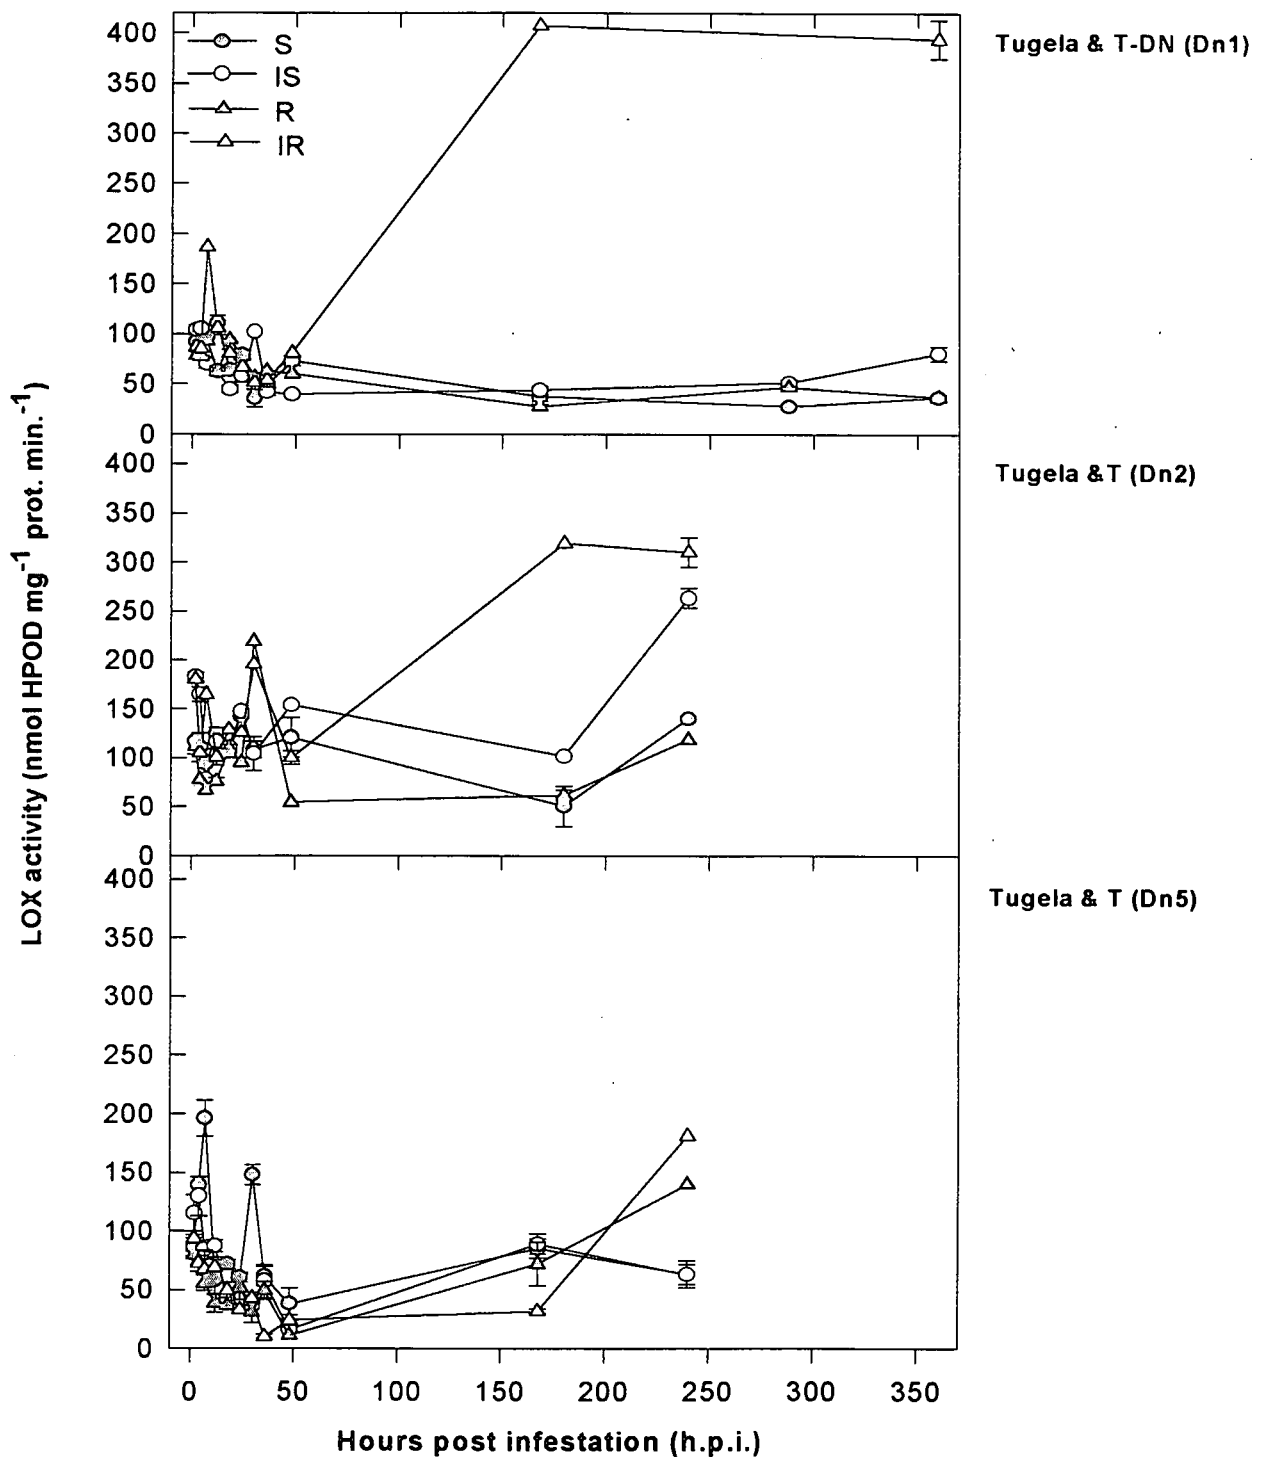 400
350
300
250
200
150
100
50
0
S
IS
R
IR
Tugela & T-DN (Dn1)
400
350
300
250
200
150
100
50
0
Tugela &T (Dn2)
400
350
300
250
200
150
100
50
0
Tugela & T (Dn5)
LOX activity (nmol HPOD mg⁻¹ prot. min.⁻¹)
0 50 100 150 200 250 300 350
Hours post infestation (h.p.i.)